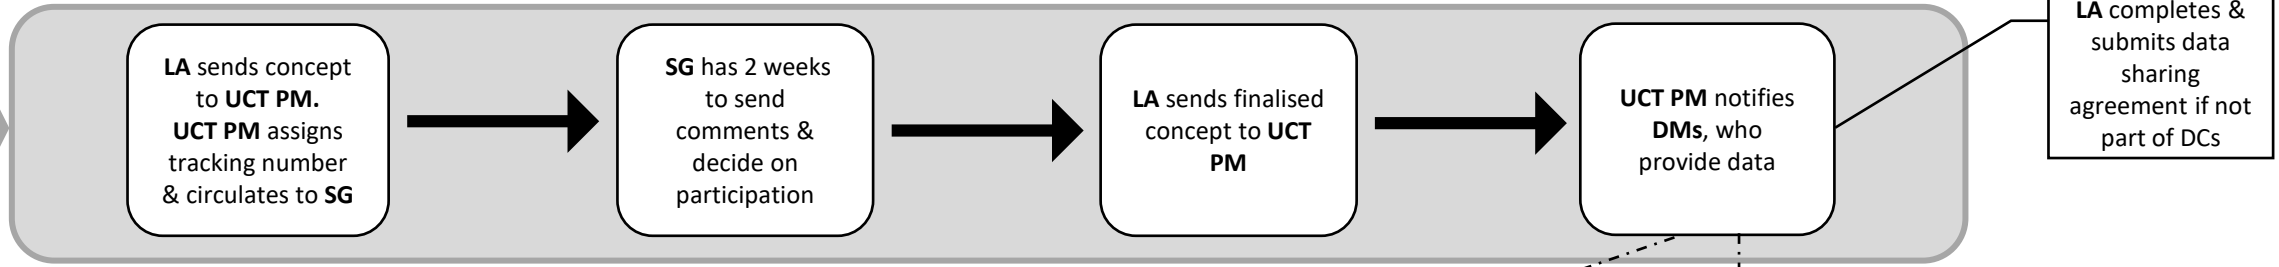 LA sends concept
to UCT PM.
UCT PM assigns
tracking number
& circulates to SG
SG has 2 weeks
to send
comments &
decide on
participation
LA sends finalised
concept to UCT
PM
UCT PM notifies
DMs, who
provide data
LA completes &
submits data
sharing
agreement if not
part of DCs